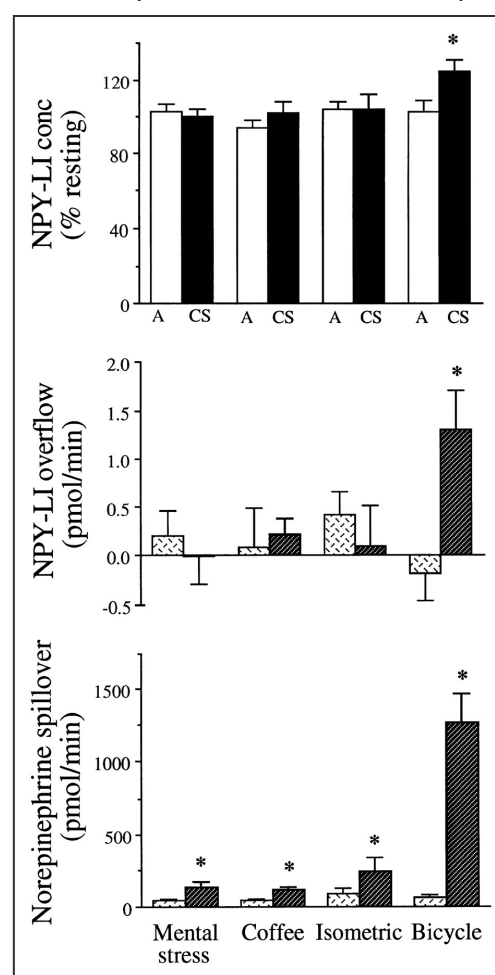 *
120
80
40
0
NPY-LI conc
(% resting)
A CS A CS A CS A CS
2.0
1.5
1.0
0.5
0.0
-0.5
NPY-LI overflow
(pmol/min)
*
1500
1000
500
0
Norepinephrine spillover
(pmol/min)
* * * *
Mental stress
Coffee
Isometric
Bicycle